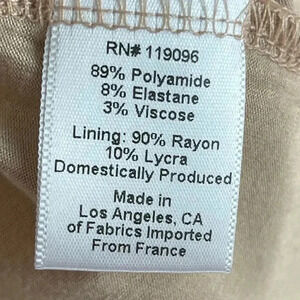 RN# 119096
89% Polyamide
8% Elastane
3% Viscose
Lining: 90% Rayon
10% Lycra
Domestically Produced
Made in
Los Angeles, CA
of Fabrics Imported
From France